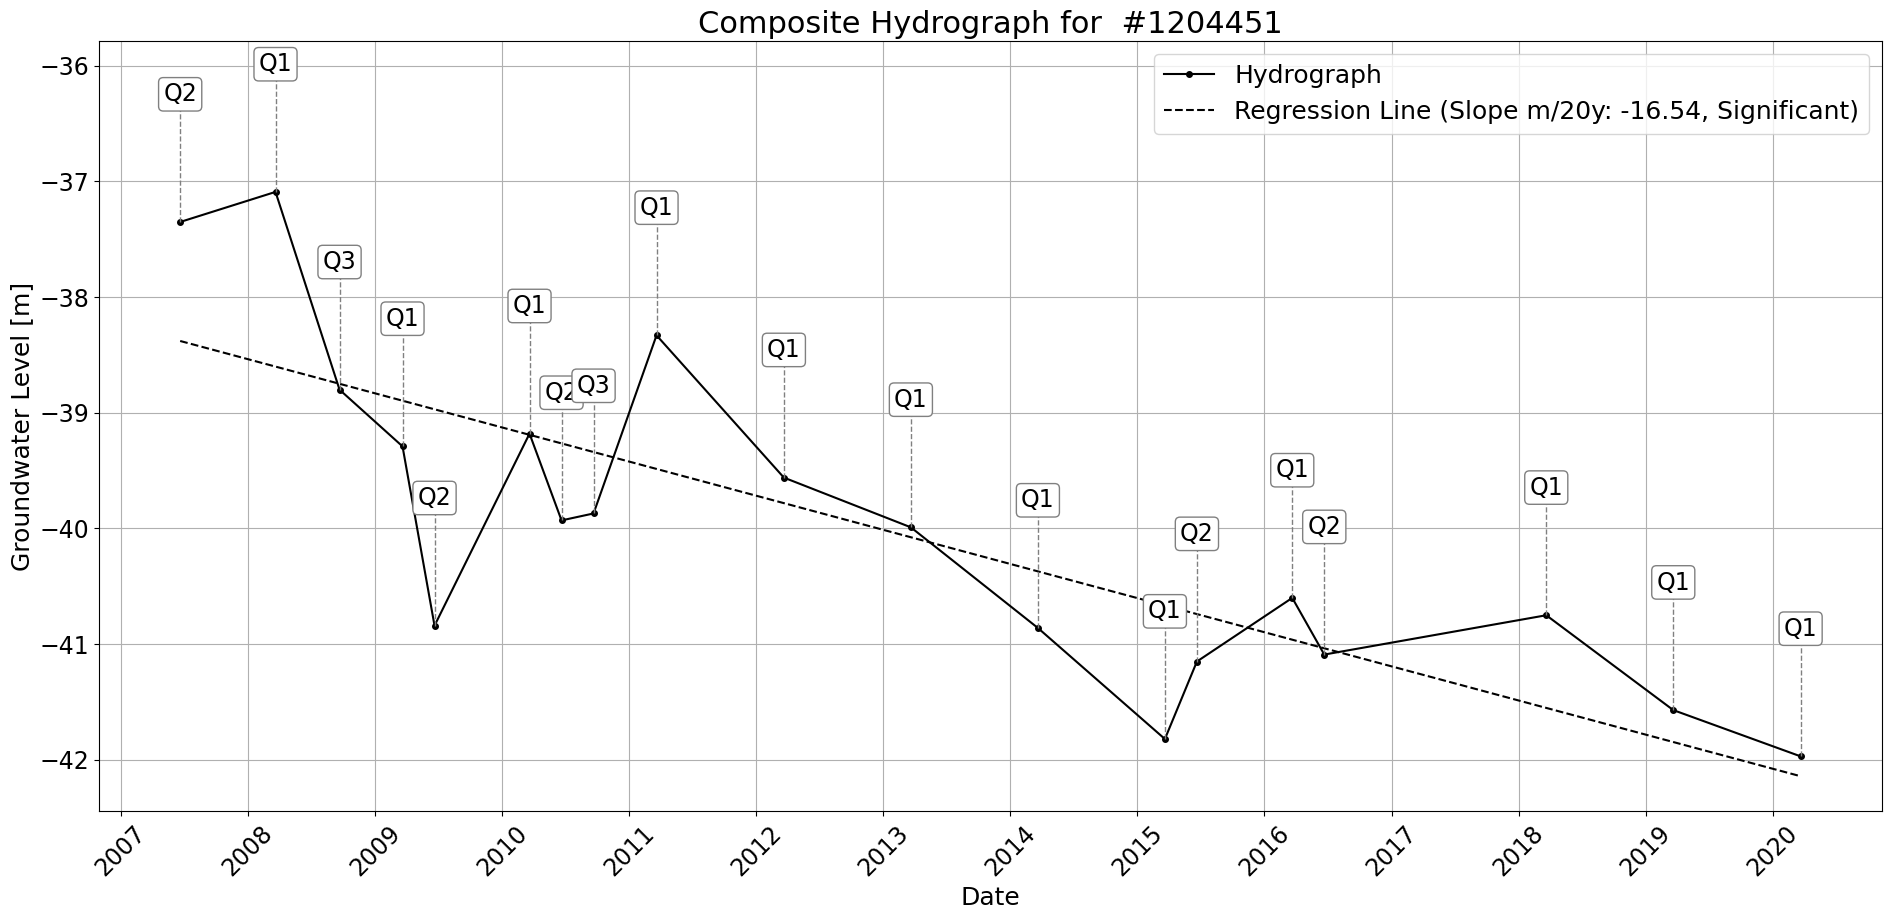 Composite Hydrograph for #1204451
Hydrograph
Regression Line (Slope m/20y: -16.54, Significant)
Groundwater Level [m]
−36
−37
−38
−39
−40
−41
−42
Q2
Q1
Q3
Q1
Q2
Q1
Q2
Q3
Q1
Q1
Q1
Q1
Q1
Q2
Q1
Q2
Q1
Q1
Q1
2007
2008
2009
2010
2011
2012
2013
2014
2015
2016
2017
2018
2019
2020
Date